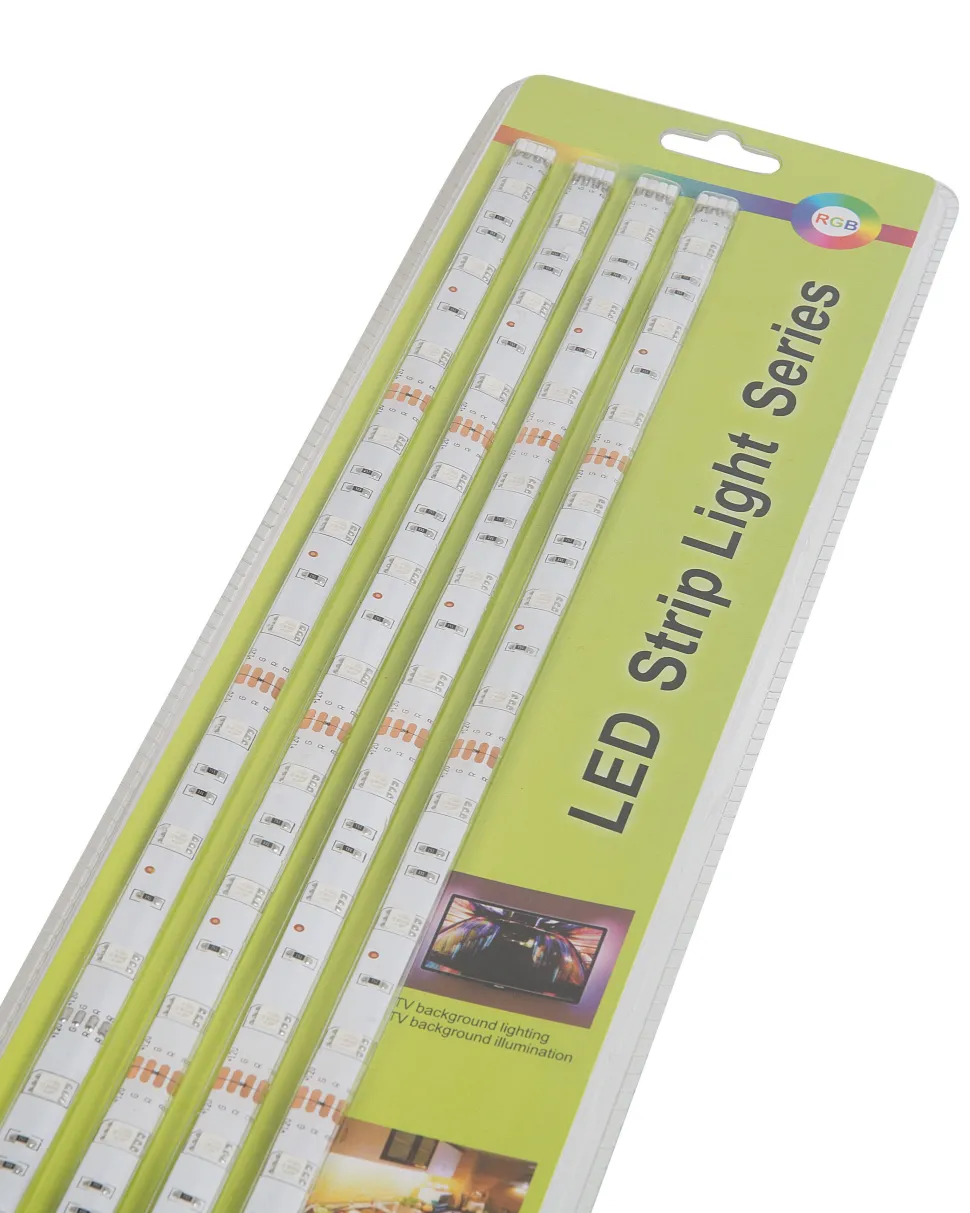 RGB
LED Strip Light Series
TV background lighting
TV background illumination